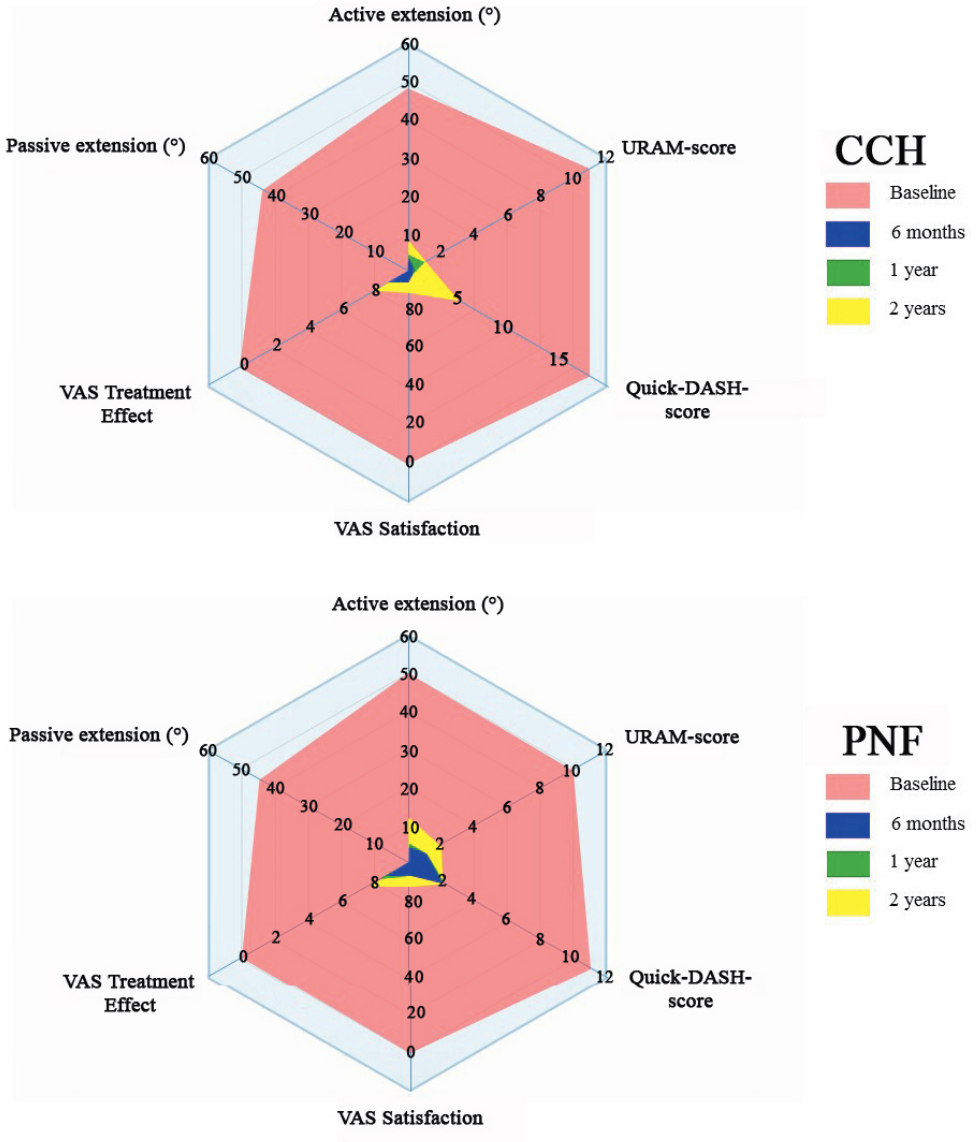 Active extension (°)
60
50
40
30
20
10
Passive extension (°)
60
50
40
30
20
10
URAM-score
12
10
8
6
4
2
CCH
Baseline
6 months
1 year
2 years
8
6
4
2
0
VAS Treatment
Effect
5
10
15
Quick-DASH-
score
80
60
40
20
0
VAS Satisfaction
Active extension (°)
60
50
40
30
20
10
Passive extension (°)
60
50
40
30
20
10
URAM-score
12
10
8
6
4
2
PNF
Baseline
6 months
1 year
2 years
8
6
4
2
0
VAS Treatment
Effect
2
4
6
8
10
12
Quick-DASH-
score
80
60
40
20
0
VAS Satisfaction